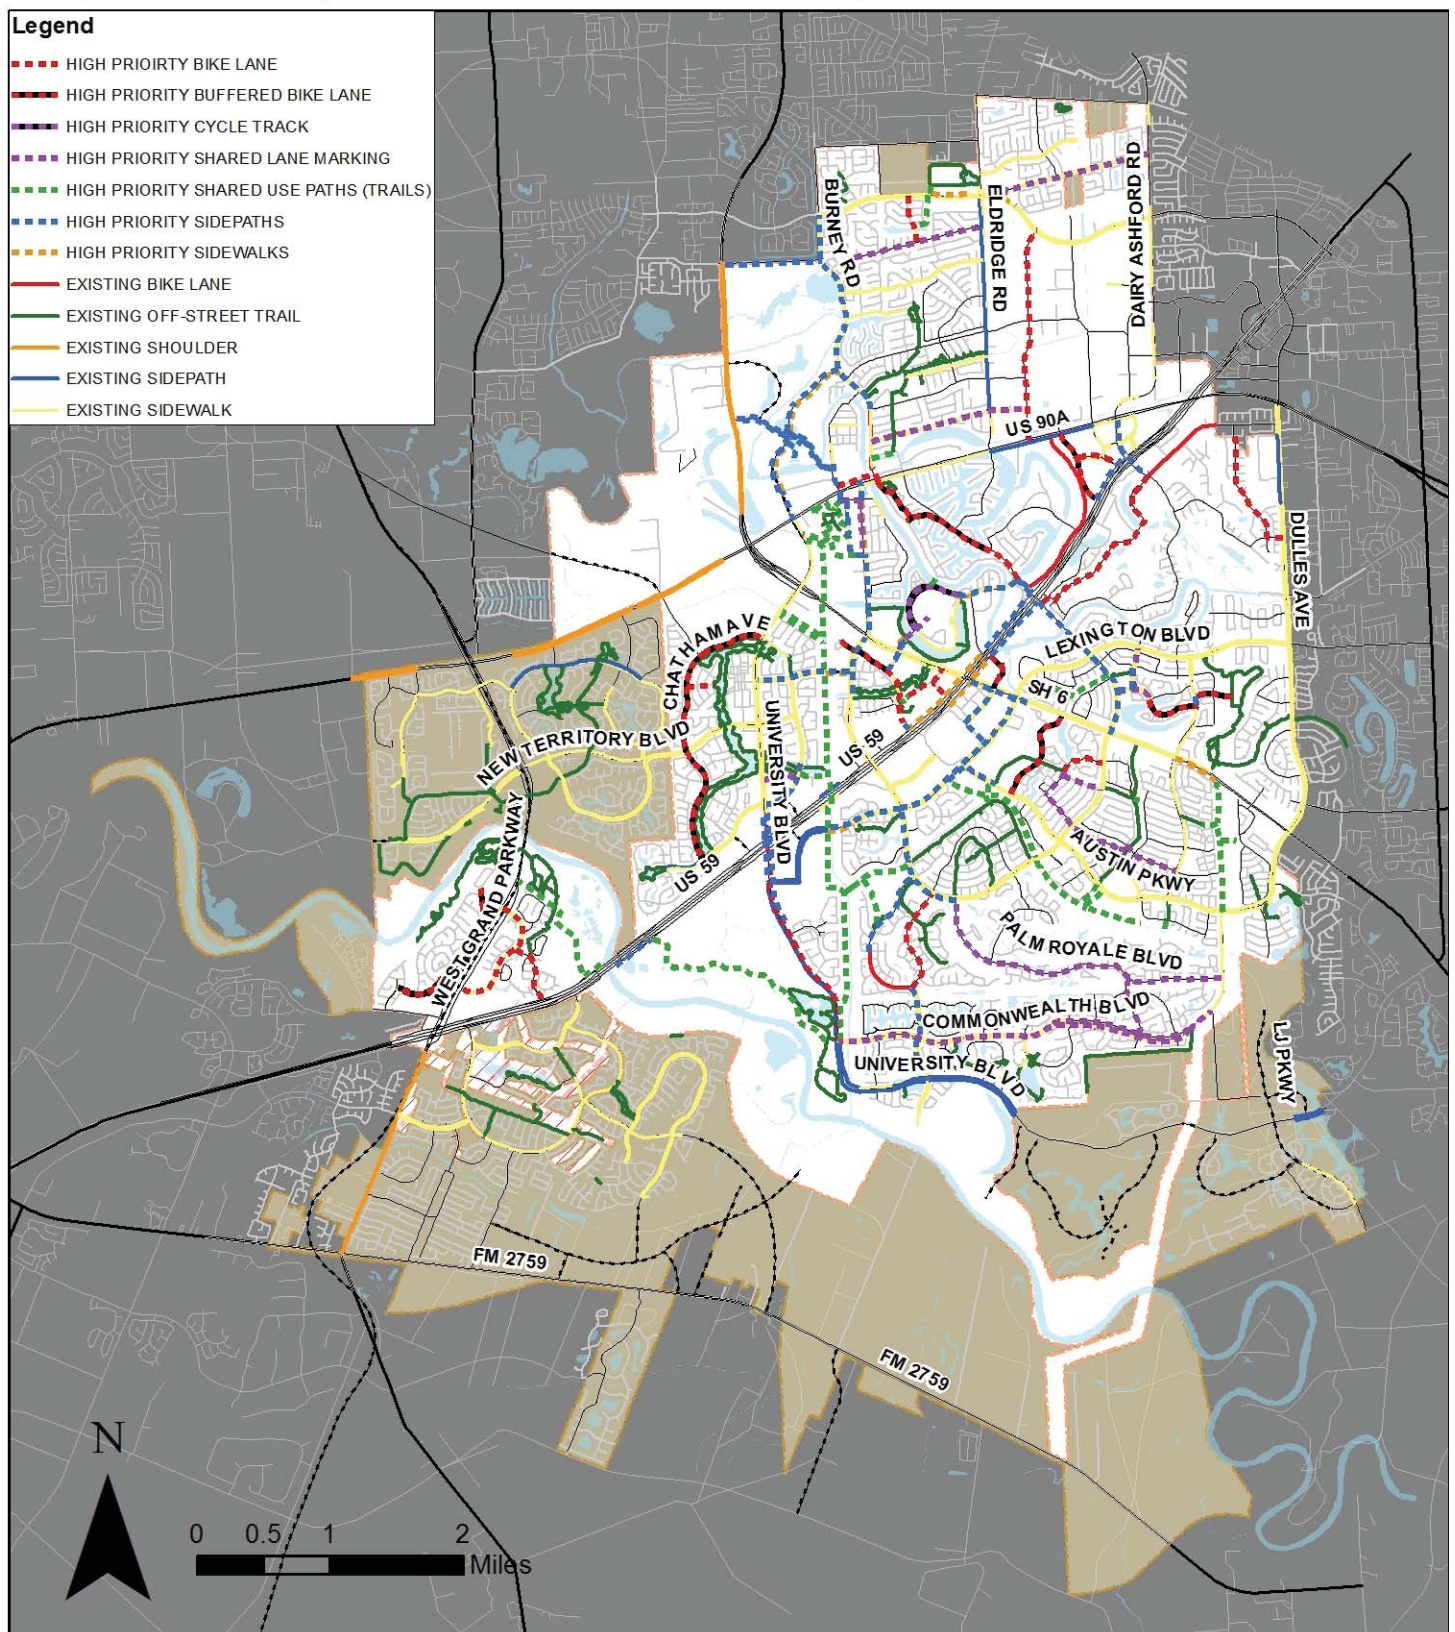 Legend
HIGH PRIOIRTY BIKE LANE
HIGH PRIORITY BUFFERED BIKE LANE
HIGH PRIORITY CYCLE TRACK
HIGH PRIORITY SHARED LANE MARKING
HIGH PRIORITY SHARED USE PATHS (TRAILS)
HIGH PRIORITY SIDEPATHS
HIGH PRIORITY SIDEWALKS
EXISTING BIKE LANE
EXISTING OFF-STREET TRAIL
EXISTING SHOULDER
EXISTING SIDEPATH
EXISTING SIDEWALK
BURNEY RD
ELDRIDGE RD
DAIRY ASHFORD RD
US 90A
DULLES AVE
CHATHAM AVE
LEXINGTON BLVD
SH 6
NEW TERRITORY BLVD
UNIVERSITY BLVD
US 59
WEST GRAND PARKWAY
US 59
AUSTIN PKWY
PALM ROYALE BLVD
COMMONWEALTH BLVD
UNIVERSITY BLVD
LJ PKWY
FM 2759
FM 2759
N
0 0.5 1 2
Miles